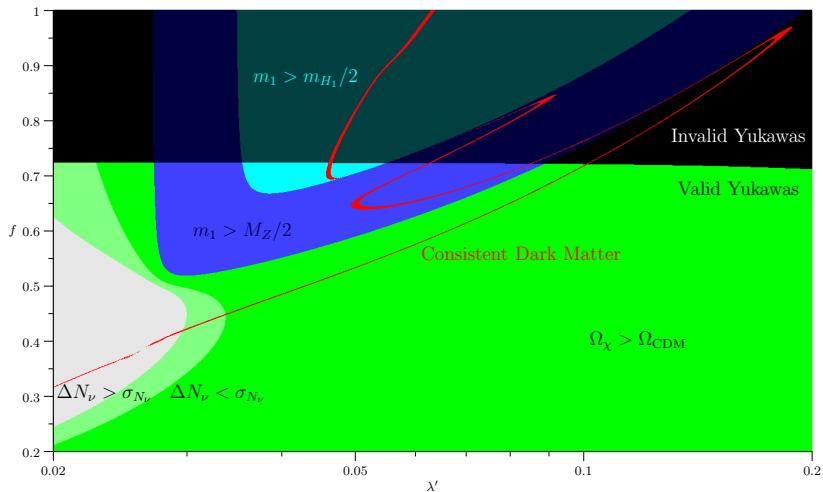 1
0.9
0.8
0.7
0.6
0.5
0.4
0.3
0.2
f
m₁ > m_{H₁}/2
Invalid Yukawas
Valid Yukawas
m₁ > M_Z/2
Consistent Dark Matter
Ω_χ > Ω_CDM
ΔN_ν > σ_{N_ν} ΔN_ν < σ_{N_ν}
0.02 0.05 0.1 0.2
λ′